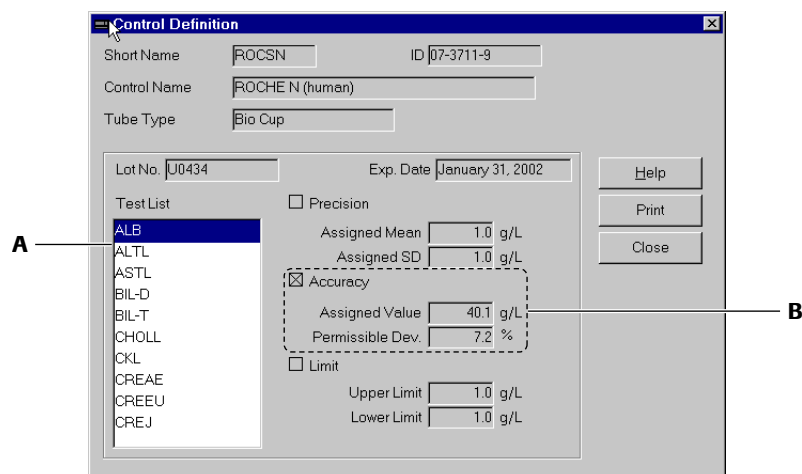 Control Definition
Short Name ROCSN ID 07-3711-9
Control Name ROCHE N (human)
Tube Type Bio Cup
Lot No. U0434 Exp. Date January 31, 2002
Help
Print
Close
Test List
ALB
ALTL
ASTL
BIL-D
BIL-T
CHOLL
CKL
CREAE
CREEU
CREJ
Precision
Assigned Mean 1.0 g/L
Assigned SD 1.0 g/L
Accuracy
Assigned Value 40.1 g/L
Permissible Dev. 7.2 %
Limit
Upper Limit 1.0 g/L
Lower Limit 1.0 g/L
A
B